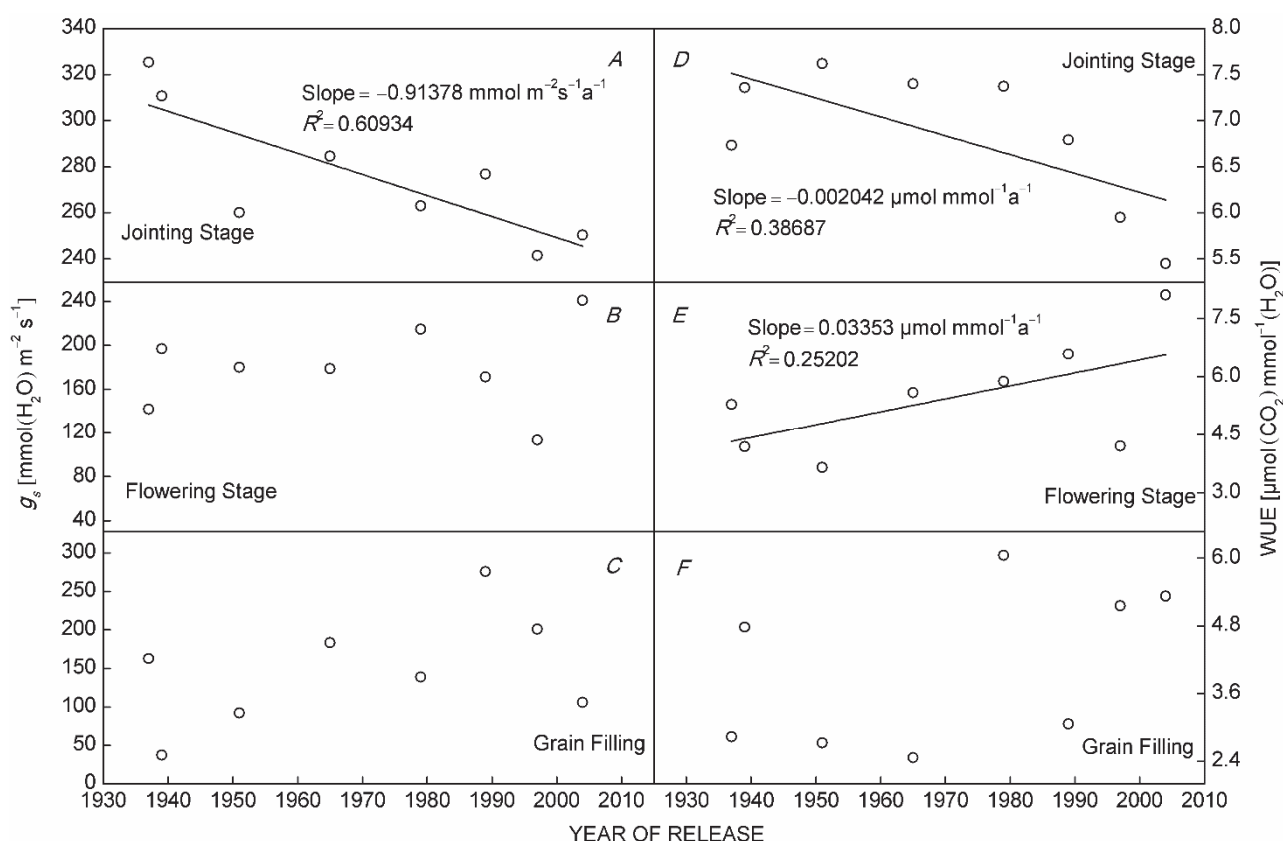 340
320
300
280
260
240
A
Slope = −0.91378 mmol m⁻²s⁻¹a⁻¹
R² = 0.60934
Jointing Stage
D
Jointing Stage
Slope = −0.002042 µmol mmol⁻¹a⁻¹
R² = 0.38687
8.0
7.5
7.0
6.5
6.0
5.5
240
200
160
120
80
40
B
Flowering Stage
E
Slope = 0.03353 µmol mmol⁻¹a⁻¹
R² = 0.25202
Flowering Stage
7.5
6.0
4.5
3.0
300
250
200
150
100
50
0
C
Grain Filling
F
Grain Filling
6.0
4.8
3.6
2.4
gₛ [mmol(H₂O) m⁻² s⁻¹]
WUE [µmol(CO₂) mmol⁻¹(H₂O)]
1930 1940 1950 1960 1970 1980 1990 2000 2010
1930 1940 1950 1960 1970 1980 1990 2000 2010
YEAR OF RELEASE